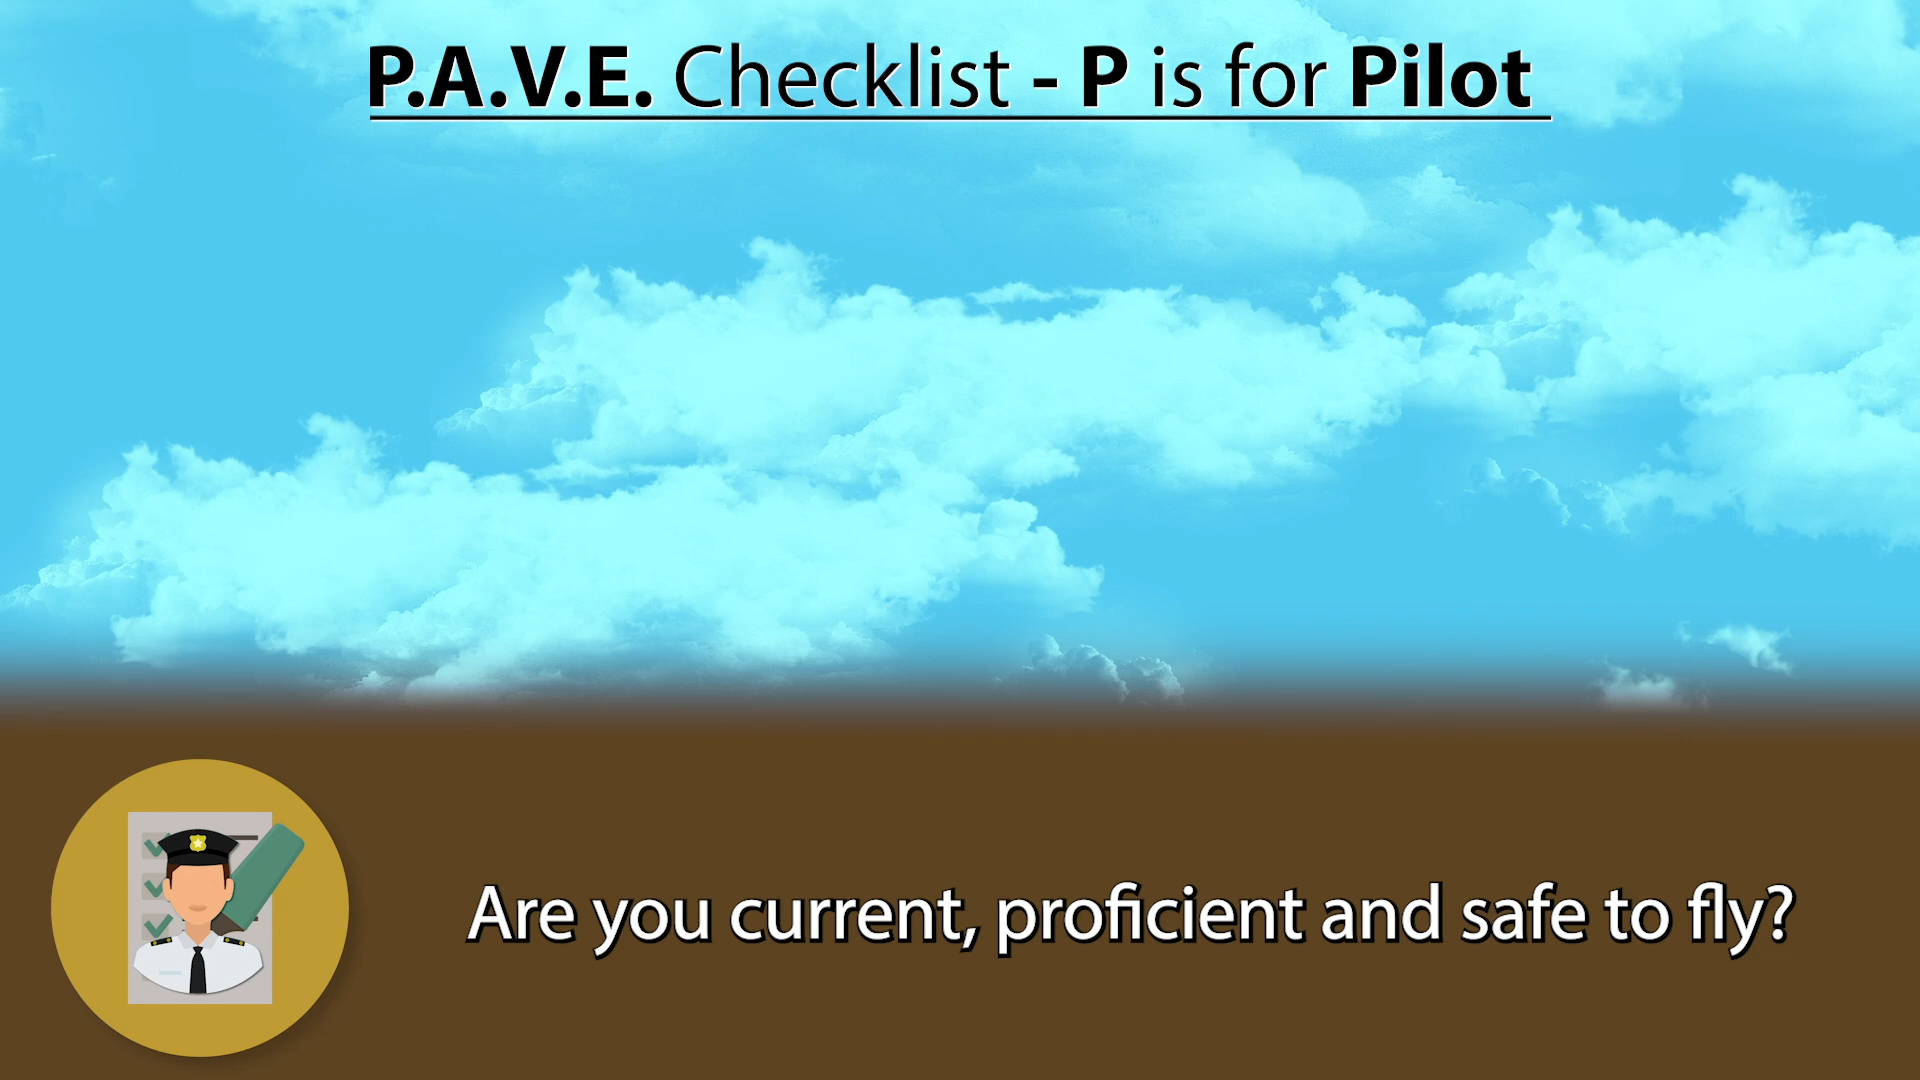 P.A.V.E. Checklist - P is for Pilot
Are you current, proficient and safe to fly?